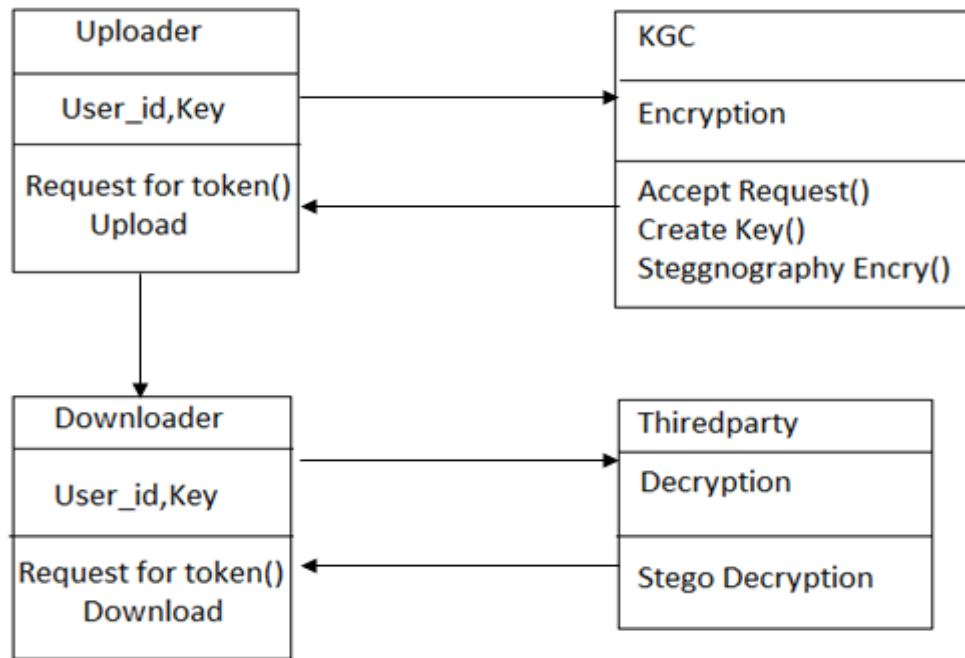 Uploader
User_id,Key
Request for token()
Upload
KGC
Encryption
Accept Request()
Create Key()
Steggnography Encry()
Downloader
User_id,Key
Request for token()
Download
Thiredparty
Decryption
Stego Decryption